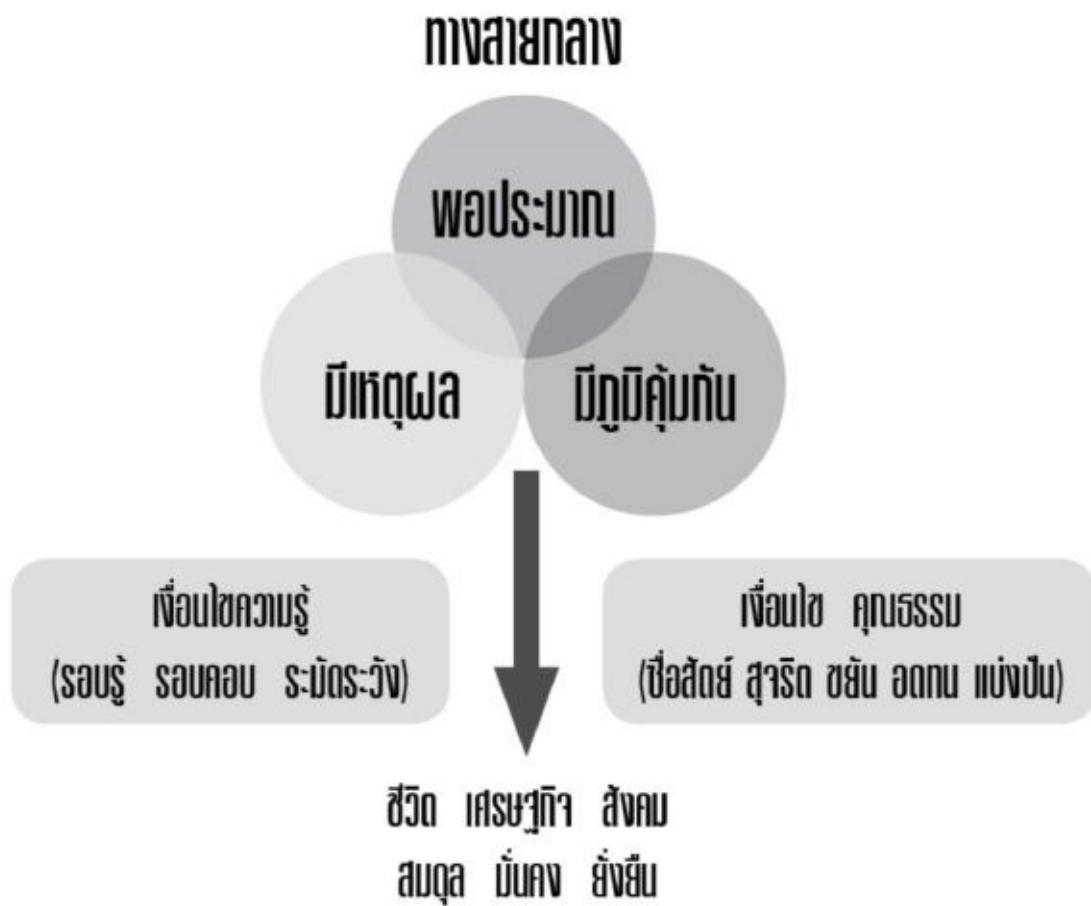 ทางสายกลาง
พอประมาณ
มีเหตุผล
มีภูมิคุ้มกัน
เงื่อนไขความรู้
(รอบรู้ รอบคอบ ระมัดระวัง)
เงื่อนไข คุณธรรม
(ซื่อสัตย์ สุจริต ขยัน อดทน แบ่งปัน)
ชีวิต เศรษฐกิจ สังคม
สมดุล มั่นคง ยั่งยืน